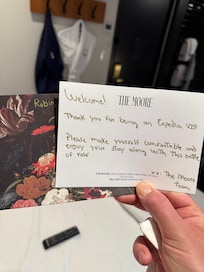 Robin
Welcome! THE MOORE
Thank you for being an Expedia VIP
Please make yourself comfortable and
enjoy your stay along with this bottle
of rosé
The Moore
team